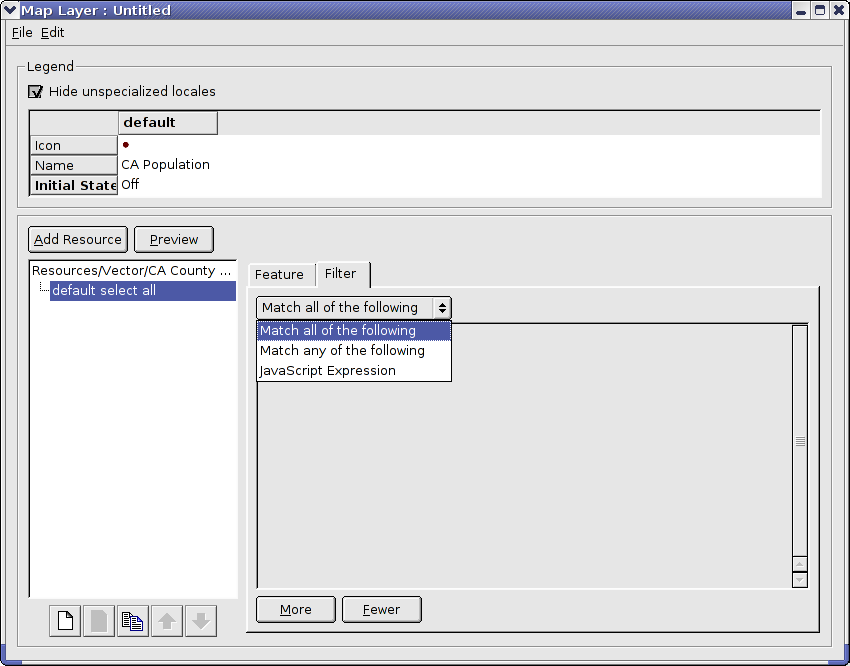 Map Layer : Untitled
File Edit
Legend
Hide unspecialized locales
default
Icon
Name CA Population
Initial State Off
Add Resource Preview
Resources/Vector/CA County ...
default select all
Feature Filter
Match all of the following
Match all of the following
Match any of the following
JavaScript Expression
More Fewer